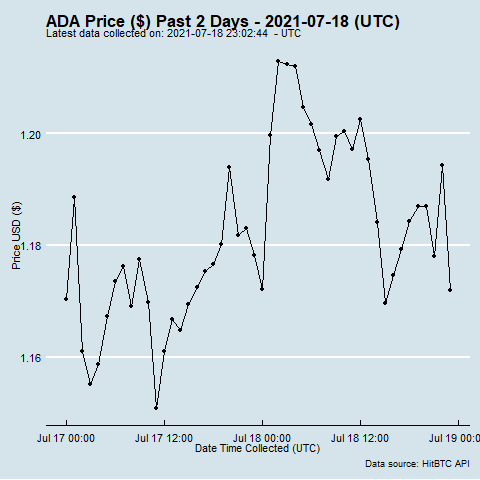 ADA Price ($) Past 2 Days - 2021-07-18 (UTC)
Latest data collected on: 2021-07-18 23:02:44 - UTC
1.20
1.18
1.16
Price USD ($)
Jul 17 00:00 Jul 17 12:00 Jul 18 00:00 Jul 18 12:00 Jul 19 00:00
Date Time Collected (UTC)
Data source: HitBTC API